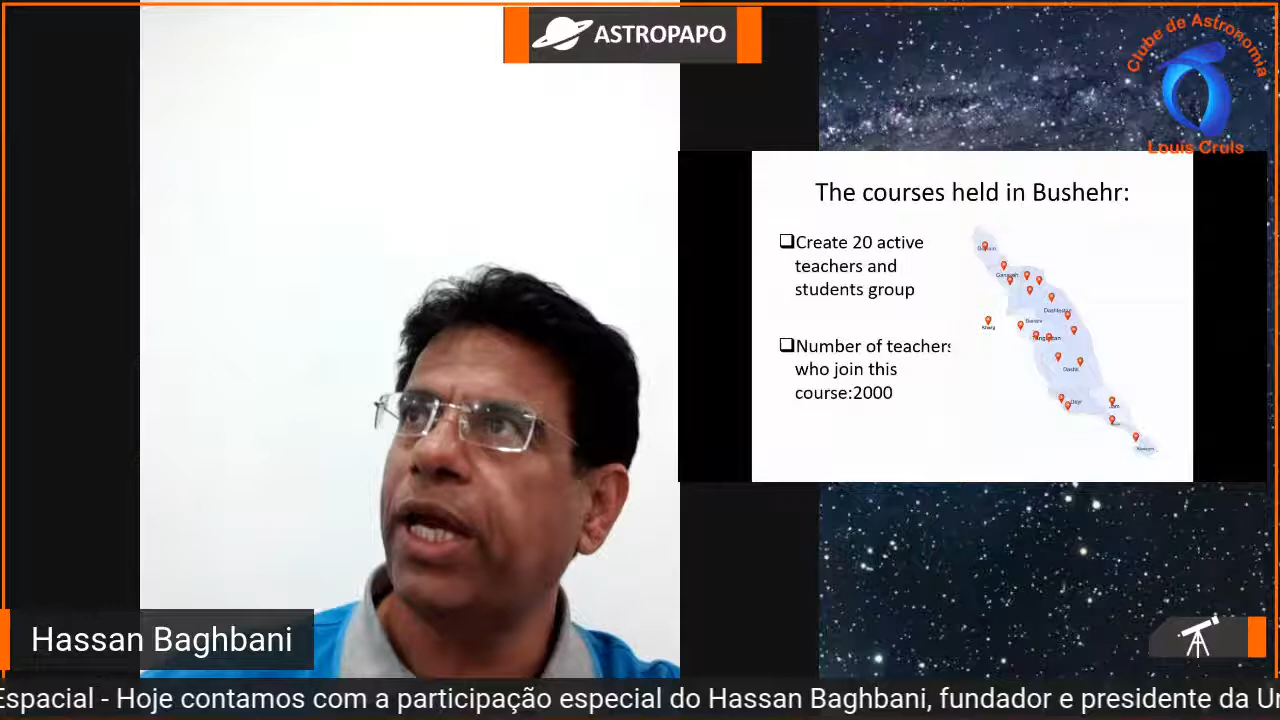 ASTROPAPO
Clube de Astronomia
Louis Cruls
The courses held in Bushehr:
❑Create 20 active
teachers and
students group
❑Number of teachers
who join this
course:2000
Hassan Baghbani
Espacial - Hoje contamos com a participação especial do Hassan Baghbani, fundador e presidente da Un